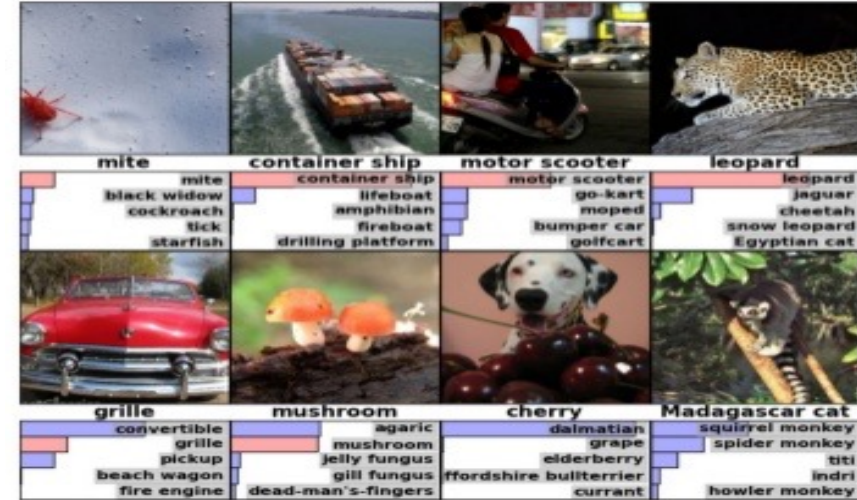 mite
container ship
motor scooter
leopard
mite
black widow
cockroach
tick
starfish
container ship
lifeboat
amphibian
fireboat
drilling platform
motor scooter
go-kart
moped
bumper car
golfcart
leopard
jaguar
cheetah
snow leopard
Egyptian cat
grille
mushroom
cherry
Madagascar cat
convertible
grille
pickup
beach wagon
fire engine
agaric
mushroom
jelly fungus
gill fungus
dead-man's-fingers
dalmatian
grape
elderberry
ffordshire bullterrier
currant
squirrel monkey
spider monkey
titi
indri
howler monkey